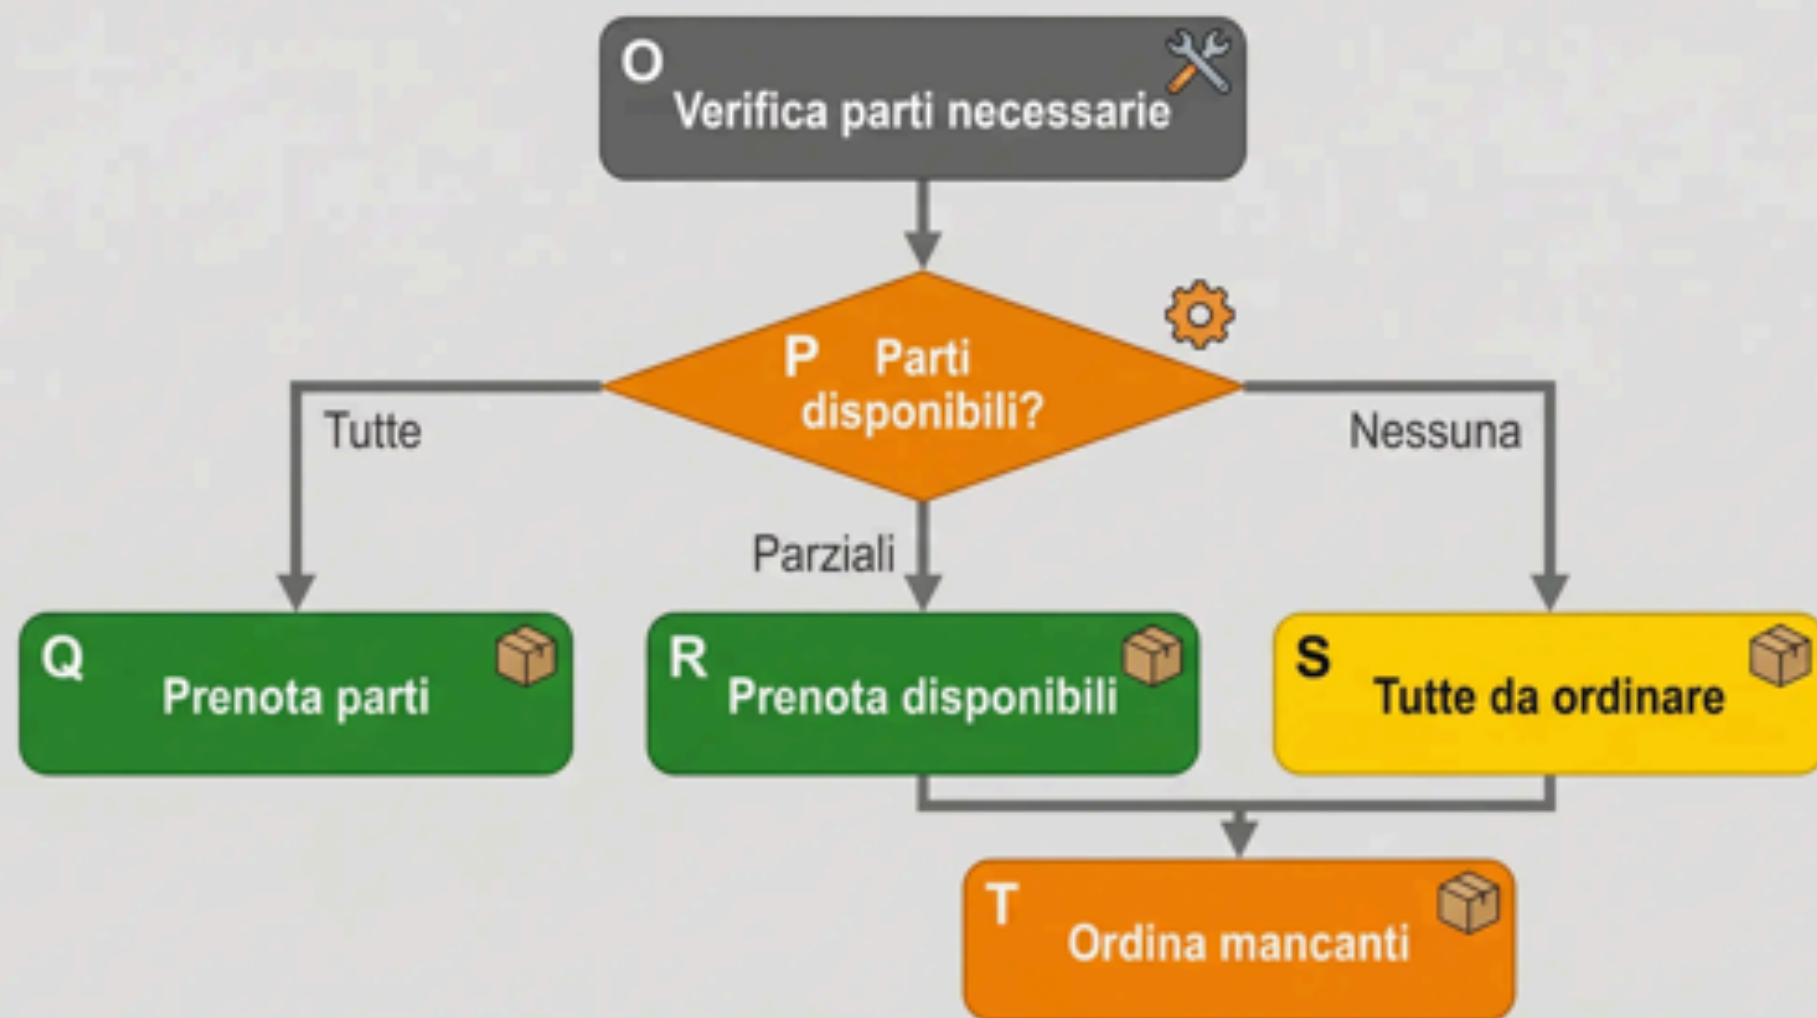 O
Verifica parti necessarie
P Parti
disponibili?
Tutte
Nessuna
Parziali
Q
Prenota parti
R
Prenota disponibili
S
Tutte da ordinare
T
Ordina mancanti